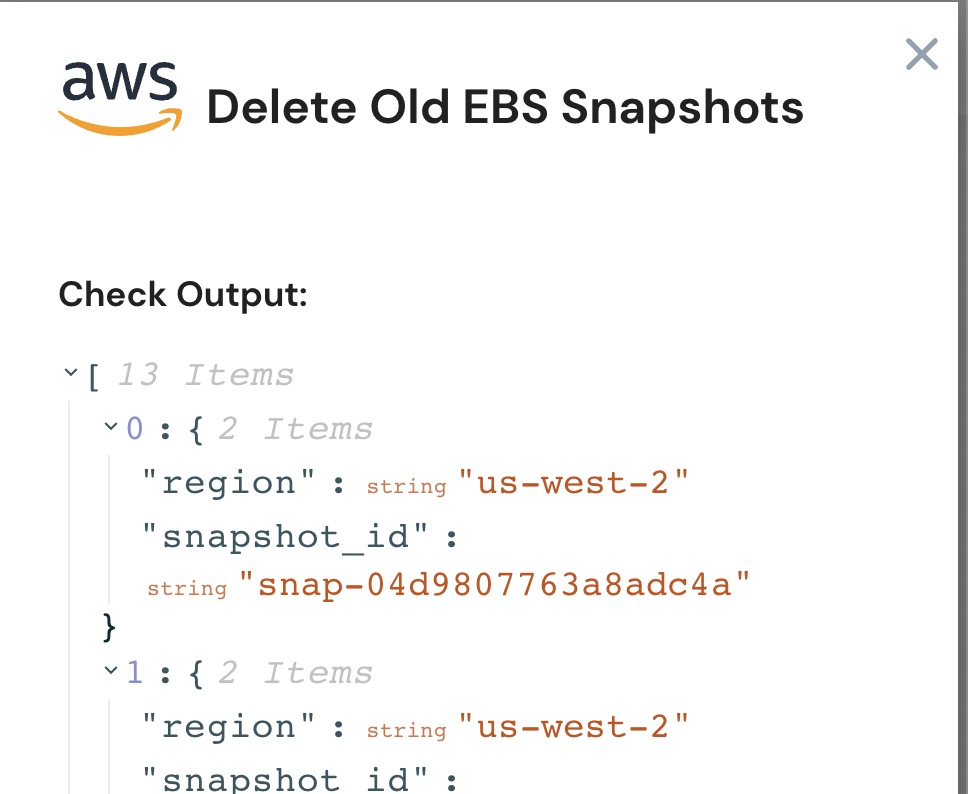 aws
Delete Old EBS Snapshots
Check Output:
[ 13 Items
0 : { 2 Items
"region" : string "us-west-2"
"snapshot_id" :
string "snap-04d9807763a8adc4a"
}
1 : { 2 Items
"region" : string "us-west-2"
"snapshot_id" :